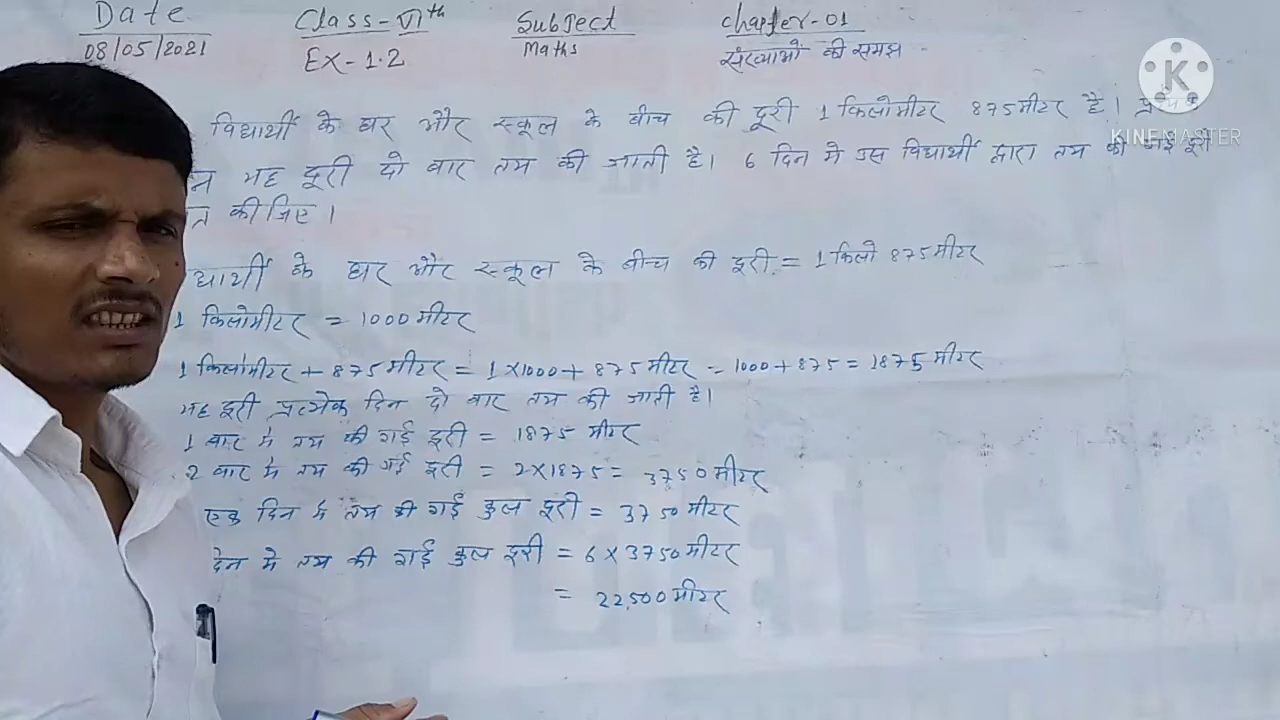 Date Class-VIth Subject Chapter-01
08/05/2021 Ex-1.2 Maths संख्याओं की समझ
विद्यार्थी के घर और स्कूल के बीच की दूरी 1 किलोमीटर 875 मीटर है।
यह दूरी दो बार तय की जाती है। 6 दिन में उस विद्यार्थी द्वारा तय की गई दूरी
कीजिए।
के घर और स्कूल के बीच की दूरी = 1 किलो 875 मीटर
1 किलोमीटर = 1000 मीटर
1 किलोमीटर + 875 मीटर = 1×1000 + 875 मीटर = 1000 + 875 = 1875 मीटर
यह दूरी प्रत्येक दिन दो बार तय की जाती है।
1 बार में तय की गई दूरी = 1875 मीटर
2 बार में तय की गई दूरी = 2×1875 = 3750 मीटर
एक दिन में तय की गई कुल दूरी = 3750 मीटर
में तय की गई कुल दूरी = 6 × 3750 मीटर
= 22,500 मीटर
K
KINEMASTER